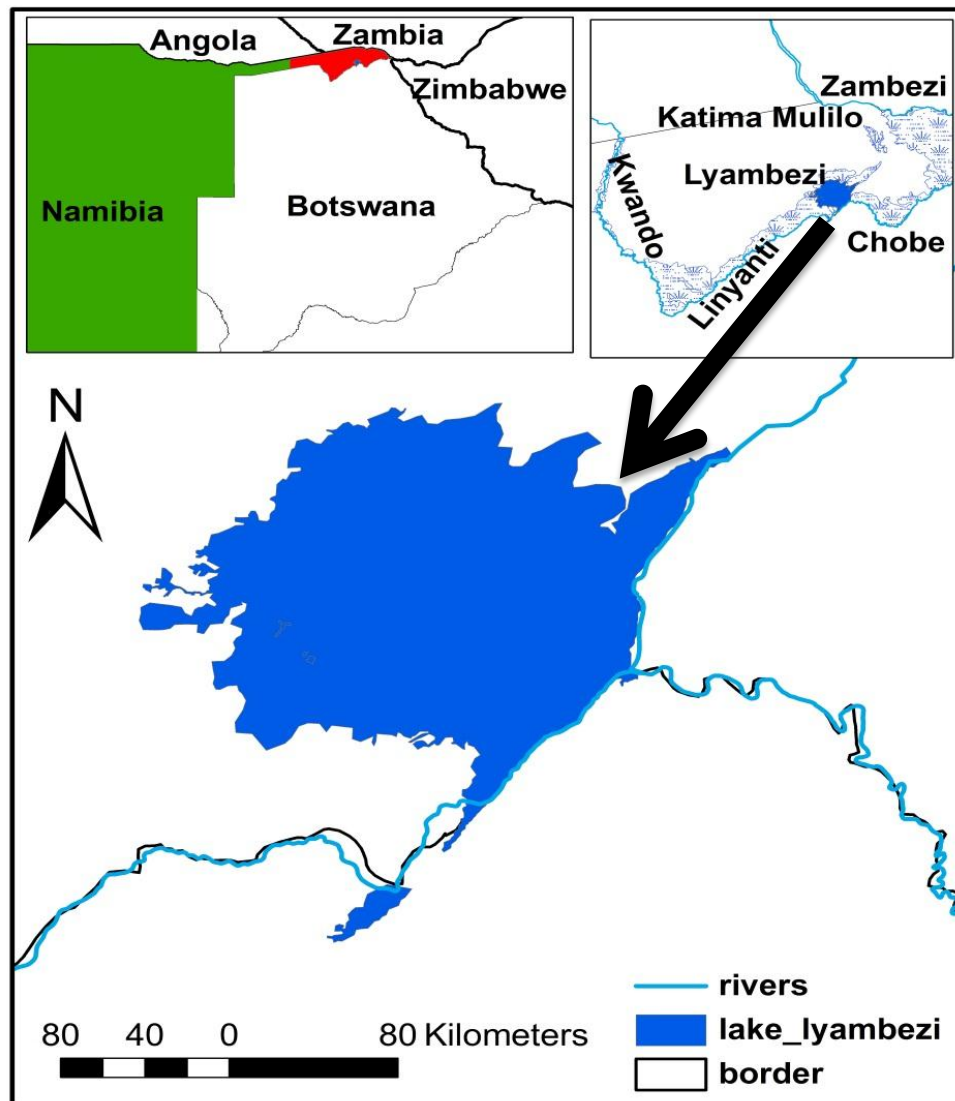 Angola
Zambia
Zimbabwe
Namibia
Botswana
Zambezi
Katima Mulilo
Lyambezi
Kwando
Chobe
Linyanti
N
rivers
lake_lyambezi
border
80 40 0 80 Kilometers